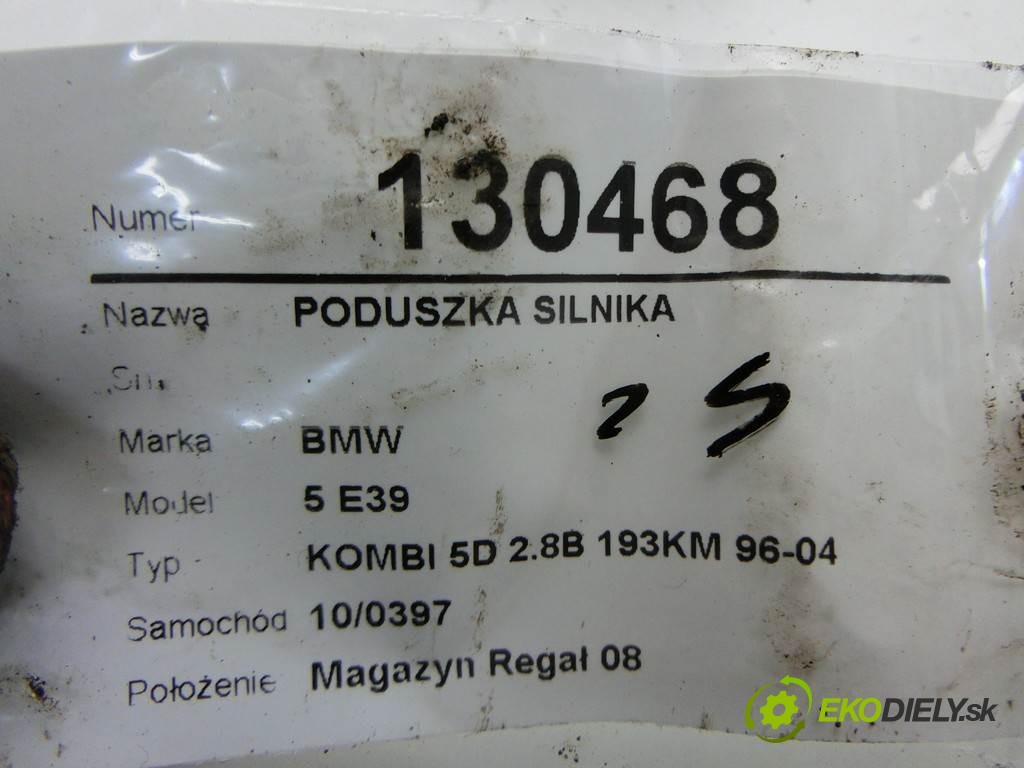 Numer 130468
Nazwa PODUSZKA SILNIKA
Marka BMW
Model 5 E39
Typ KOMBI 5D 2.8B 193KM 96-04
Samochód 10/0397
Położenie Magazyn Regał 08
EKODIELY.sk